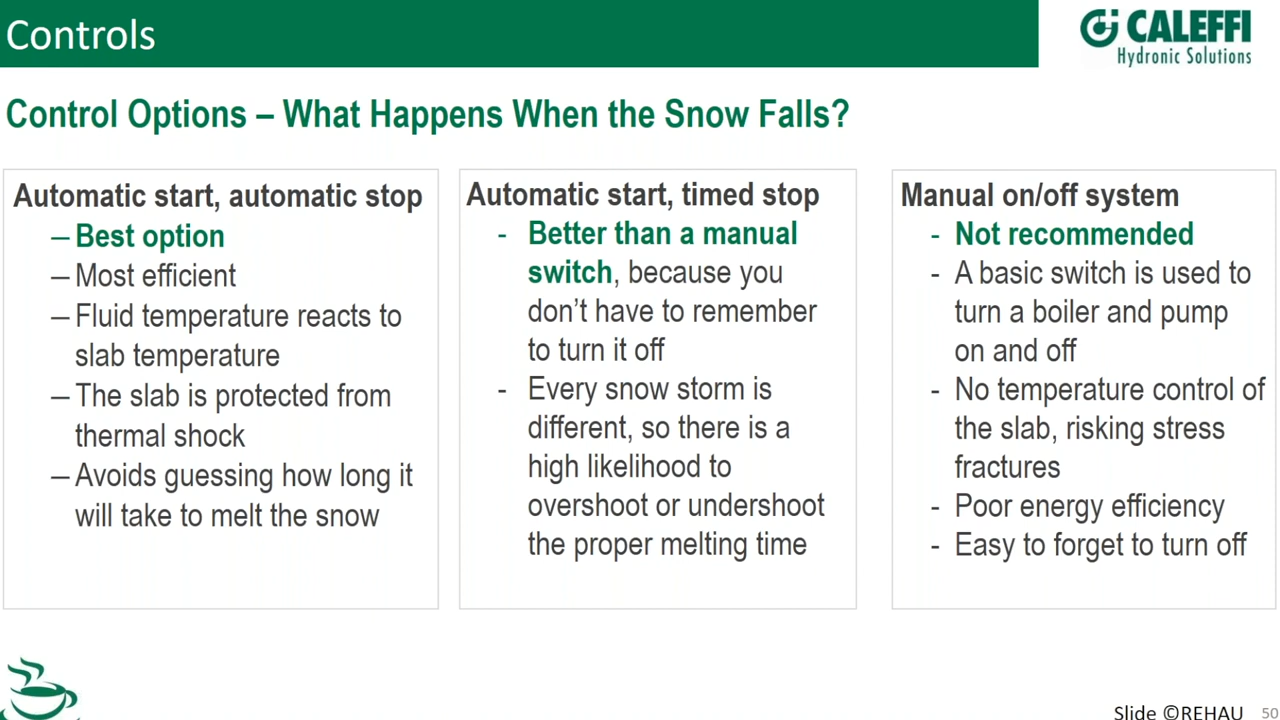 Controls
CALEFFI
Hydronic Solutions
Control Options – What Happens When the Snow Falls?
Automatic start, automatic stop
– Best option
– Most efficient
– Fluid temperature reacts to
slab temperature
– The slab is protected from
thermal shock
– Avoids guessing how long it
will take to melt the snow
Automatic start, timed stop
- Better than a manual
switch, because you
don’t have to remember
to turn it off
- Every snow storm is
different, so there is a
high likelihood to
overshoot or undershoot
the proper melting time
Manual on/off system
- Not recommended
- A basic switch is used to
turn a boiler and pump
on and off
- No temperature control of
the slab, risking stress
fractures
- Poor energy efficiency
- Easy to forget to turn off
Slide ©REHAU 50